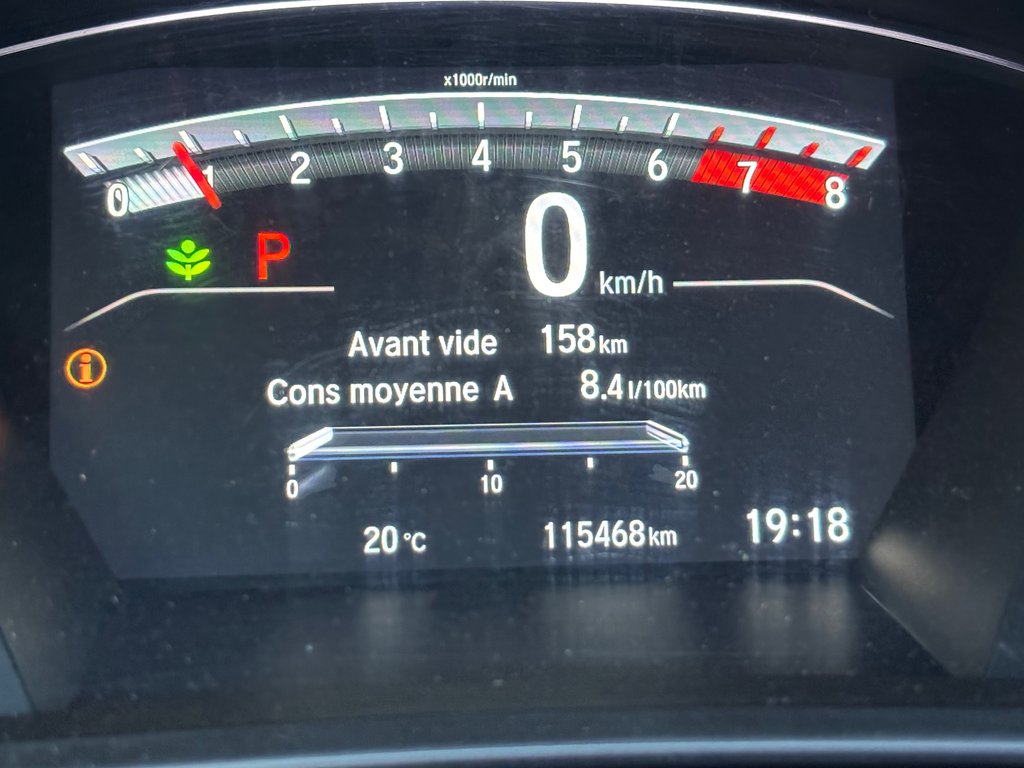 x1000r/min
0 1 2 3 4 5 6 7 8
P
0 km/h
Avant vide 158km
i
Cons moyenne A 8.4 l/100km
0 10 20
20°C 115468km 19:18